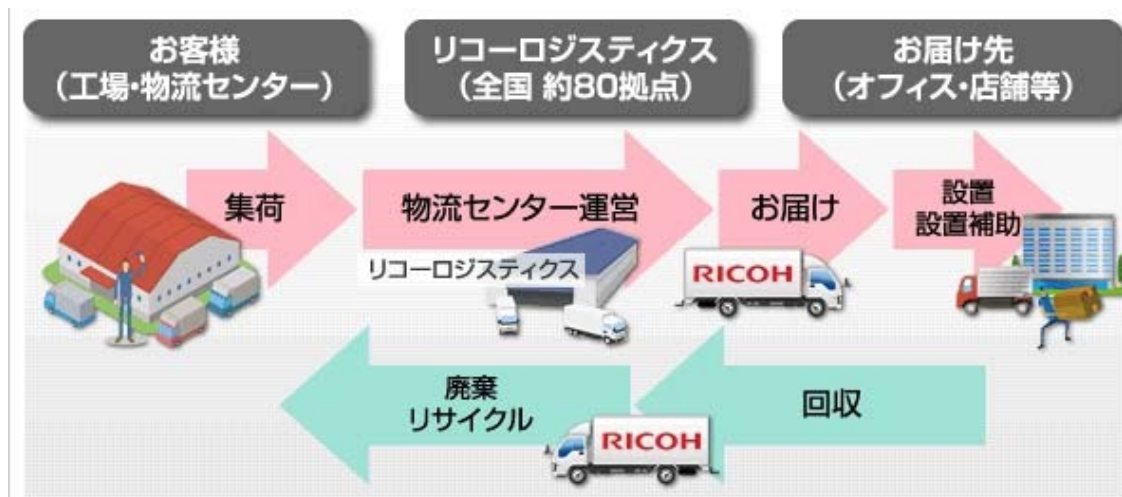 お客様
（工場・物流センター）
リコーロジスティクス
（全国 約80拠点）
お届け先
（オフィス・店舗等）
集荷
物流センター運営
お届け
設置
設置補助
リコーロジスティクス
RICOH
廃棄
リサイクル
回収
RICOH